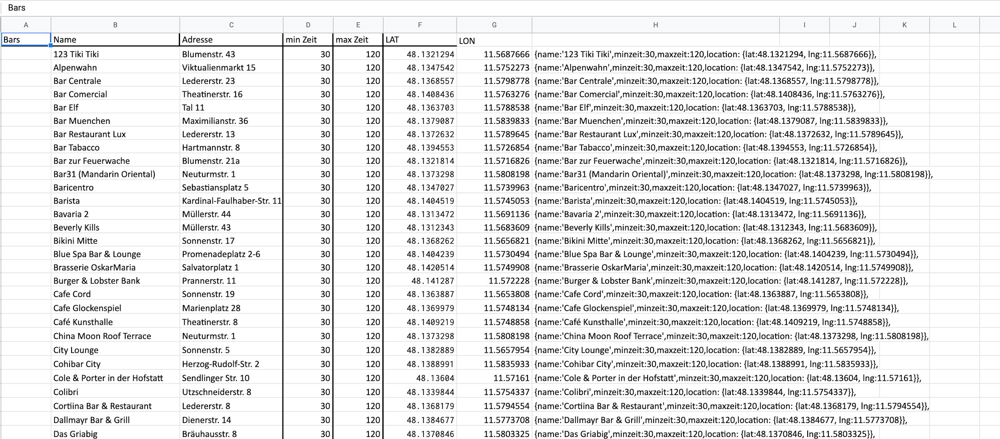 Bars
A B C D E F G H I J K L
Bars Name Adresse min Zeit max Zeit LAT LON
123 Tiki Tiki Blumenstr. 43 30 120 48.1321294 11.5687666 {name:'123 Tiki Tiki',minzeit:30,maxzeit:120,location: {lat:48.1321294, lng:11.5687666}},
Alpenwahn Viktualienmarkt 15 30 120 48.1347542 11.5752273 {name:'Alpenwahn',minzeit:30,maxzeit:120,location: {lat:48.1347542, lng:11.5752273}},
Bar Centrale Ledererstr. 23 30 120 48.1368557 11.5798778 {name:'Bar Centrale',minzeit:30,maxzeit:120,location: {lat:48.1368557, lng:11.5798778}},
Bar Comercial Theatinerstr. 16 30 120 48.1408436 11.5763276 {name:'Bar Comercial',minzeit:30,maxzeit:120,location: {lat:48.1408436, lng:11.5763276}},
Bar Elf Tal 11 30 120 48.1363703 11.5788538 {name:'Bar Elf',minzeit:30,maxzeit:120,location: {lat:48.1363703, lng:11.5788538}},
Bar Muenchen Maximilianstr. 36 30 120 48.1379087 11.5839833 {name:'Bar Muenchen',minzeit:30,maxzeit:120,location: {lat:48.1379087, lng:11.5839833}},
Bar Restaurant Lux Ledererstr. 13 30 120 48.1372632 11.5789645 {name:'Bar Restaurant Lux',minzeit:30,maxzeit:120,location: {lat:48.1372632, lng:11.5789645}},
Bar Tabacco Hartmannstr. 8 30 120 48.1394553 11.5726854 {name:'Bar Tabacco',minzeit:30,maxzeit:120,location: {lat:48.1394553, lng:11.5726854}},
Bar zur Feuerwache Blumenstr. 21a 30 120 48.1321814 11.5716826 {name:'Bar zur Feuerwache',minzeit:30,maxzeit:120,location: {lat:48.1321814, lng:11.5716826}},
Bar31 (Mandarin Oriental) Neuturmstr. 1 30 120 48.1373298 11.5808198 {name:'Bar31 (Mandarin Oriental)',minzeit:30,maxzeit:120,location: {lat:48.1373298, lng:11.5808198}},
Baricentro Sebastiansplatz 5 30 120 48.1347027 11.5739963 {name:'Baricentro',minzeit:30,maxzeit:120,location: {lat:48.1347027, lng:11.5739963}},
Barista Kardinal-Faulhaber-Str. 11 30 120 48.1404519 11.5745053 {name:'Barista',minzeit:30,maxzeit:120,location: {lat:48.1404519, lng:11.5745053}},
Bavaria 2 Müllerstr. 44 30 120 48.1313472 11.5691136 {name:'Bavaria 2',minzeit:30,maxzeit:120,location: {lat:48.1313472, lng:11.5691136}},
Beverly Kills Müllerstr. 43 30 120 48.1312343 11.5683609 {name:'Beverly Kills',minzeit:30,maxzeit:120,location: {lat:48.1312343, lng:11.5683609}},
Bikini Mitte Sonnenstr. 17 30 120 48.1368262 11.5656821 {name:'Bikini Mitte',minzeit:30,maxzeit:120,location: {lat:48.1368262, lng:11.5656821}},
Blue Spa Bar & Lounge Promenadeplatz 2-6 30 120 48.1404239 11.5730494 {name:'Blue Spa Bar & Lounge',minzeit:30,maxzeit:120,location: {lat:48.1404239, lng:11.5730494}},
Brasserie OskarMaria Salvatorplatz 1 30 120 48.1420514 11.5749908 {name:'Brasserie OskarMaria',minzeit:30,maxzeit:120,location: {lat:48.1420514, lng:11.5749908}},
Burger & Lobster Bank Prannerstr. 11 30 120 48.141287 11.572228 {name:'Burger & Lobster Bank',minzeit:30,maxzeit:120,location: {lat:48.141287, lng:11.572228}},
Cafe Cord Sonnenstr. 19 30 120 48.1363887 11.5653808 {name:'Cafe Cord',minzeit:30,maxzeit:120,location: {lat:48.1363887, lng:11.5653808}},
Cafe Glockenspiel Marienplatz 28 30 120 48.1369979 11.5748134 {name:'Cafe Glockenspiel',minzeit:30,maxzeit:120,location: {lat:48.1369979, lng:11.5748134}},
Café Kunsthalle Theatinerstr. 8 30 120 48.1409219 11.5748858 {name:'Café Kunsthalle',minzeit:30,maxzeit:120,location: {lat:48.1409219, lng:11.5748858}},
China Moon Roof Terrace Neuturmstr. 1 30 120 48.1373298 11.5808198 {name:'China Moon Roof Terrace',minzeit:30,maxzeit:120,location: {lat:48.1373298, lng:11.5808198}},
City Lounge Sonnenstr. 5 30 120 48.1382889 11.5657954 {name:'City Lounge',minzeit:30,maxzeit:120,location: {lat:48.1382889, lng:11.5657954}},
Cohibar City Herzog-Rudolf-Str. 2 30 120 48.1388991 11.5835933 {name:'Cohibar City',minzeit:30,maxzeit:120,location: {lat:48.1388991, lng:11.5835933}},
Cole & Porter in der Hofstatt Sendlinger Str. 10 30 120 48.13604 11.57161 {name:'Cole & Porter in der Hofstatt',minzeit:30,maxzeit:120,location: {lat:48.13604, lng:11.57161}},
Colibri Utzschneiderstr. 8 30 120 48.1339844 11.5754337 {name:'Colibri',minzeit:30,maxzeit:120,location: {lat:48.1339844, lng:11.5754337}},
Cortiina Bar & Restaurant Ledererstr. 8 30 120 48.1368179 11.5794554 {name:'Cortiina Bar & Restaurant',minzeit:30,maxzeit:120,location: {lat:48.1368179, lng:11.5794554}},
Dallmayr Bar & Grill Dienerstr. 14 30 120 48.1384677 11.5773708 {name:'Dallmayr Bar & Grill',minzeit:30,maxzeit:120,location: {lat:48.1384677, lng:11.5773708}},
Das Griabig Bräuhausstr. 8 30 120 48.1370846 11.5803325 {name:'Das Griabig',minzeit:30,maxzeit:120,location: {lat:48.1370846, lng:11.5803325}},